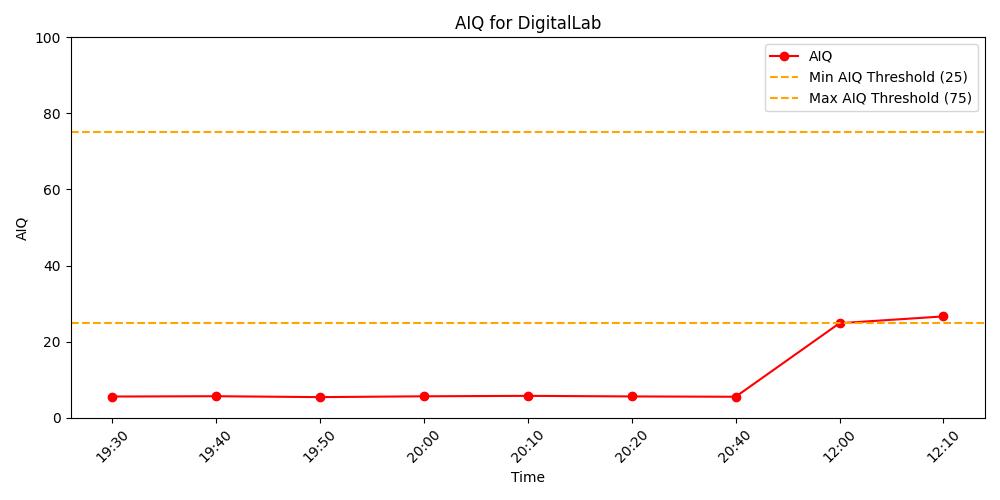 AIQ for DigitalLab
AIQ
Min AIQ Threshold (25)
Max AIQ Threshold (75)
100
80
60
40
20
0
AIQ
19:30
19:40
19:50
20:00
20:10
20:20
20:40
12:00
12:10
Time